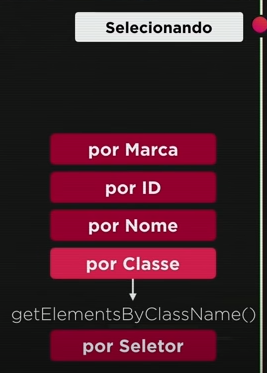 Selecionando
por Marca
por ID
por Nome
por Classe
getElementsByClassName()
por Seletor